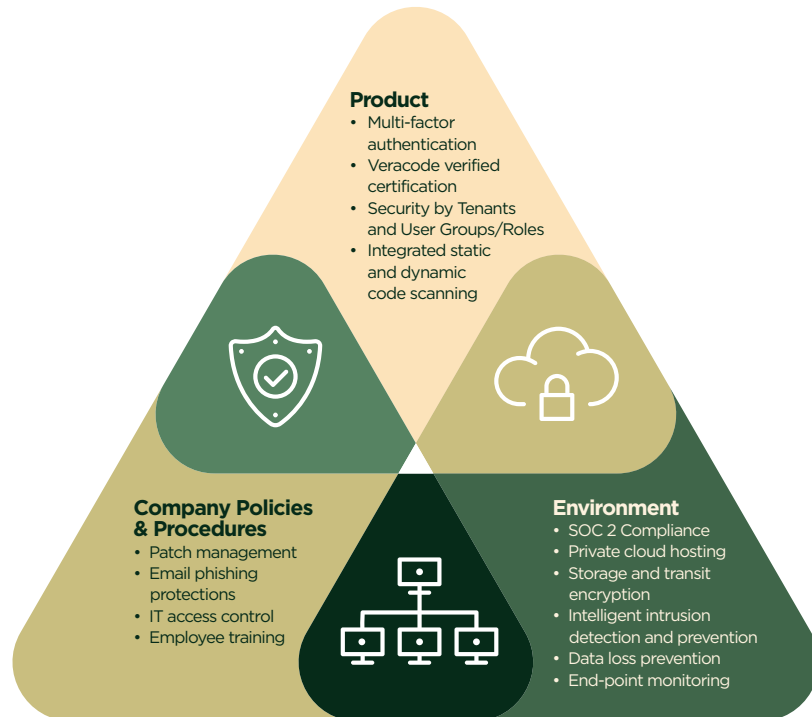 Product
• Multi-factor
authentication
• Veracode verified
certification
• Security by Tenants
and User Groups/Roles
• Integrated static
and dynamic
code scanning
Company Policies
& Procedures
• Patch management
• Email phishing
protections
• IT access control
• Employee training
Environment
• SOC 2 Compliance
• Private cloud hosting
• Storage and transit
encryption
• Intelligent intrusion
detection and prevention
• Data loss prevention
• End-point monitoring